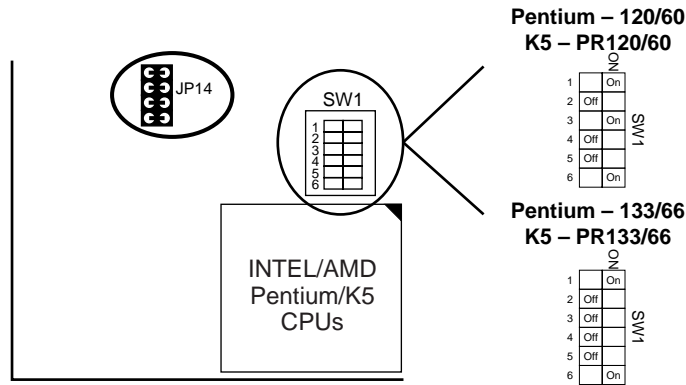 JP14
SW1
1
2
3
4
5
6
INTEL/AMD
Pentium/K5
CPUs
Pentium – 120/60
K5 – PR120/60
ON
1 On
2 Off
3 On
4 Off
5 Off
6 On
SW1
Pentium – 133/66
K5 – PR133/66
ON
1 On
2 Off
3 Off
4 Off
5 Off
6 On
SW1